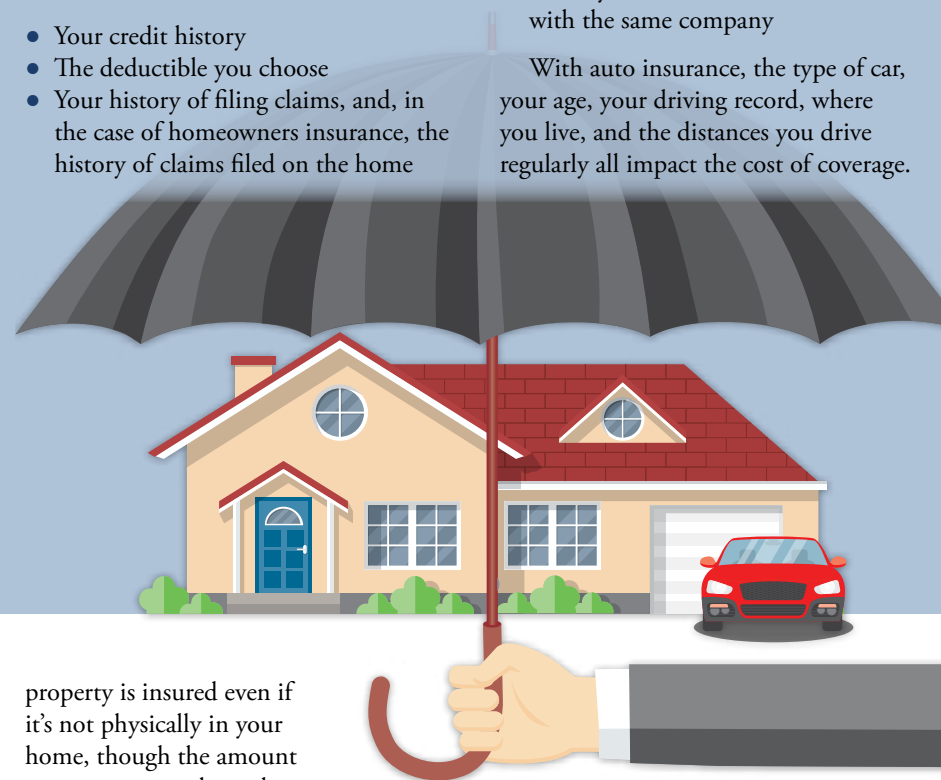 • Your credit history
• The deductible you choose
• Your history of filing claims, and, in
the case of homeowners insurance, the
history of claims filed on the home
with the same company
With auto insurance, the type of car,
your age, your driving record, where
you live, and the distances you drive
regularly all impact the cost of coverage.
property is insured even if
it's not physically in your
home, though the amount